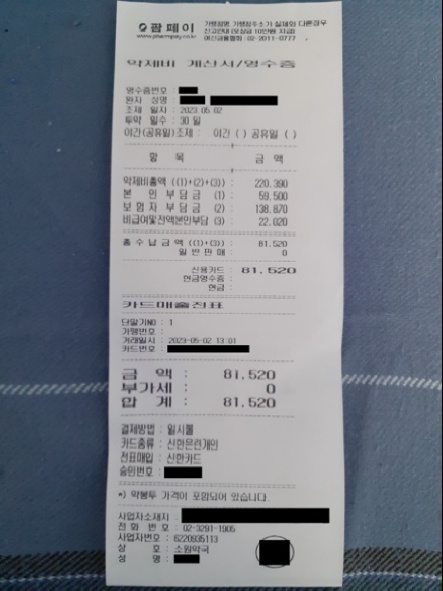 팜페이
www.pharmpay.co.kr
가맹점명, 가맹점주소가 실제와 다른경우
신고안내 (포상금 10만원 지급)
여신금융협회 02-2011-0777
약제비 계산서/영수증
영수증번호 :
환자 성명 :
조제 일자 : 2023.05.02
투약 일수 : 30 일
야간(공휴일)조제 : 야간 ( ) 공휴일 ( )
항 목 금 액
약제비총액 ((1)+(2)+(3)) : 220,390
본 인 부담금 (1) : 59,500
보험자 부담금 (2) : 138,870
비급여및전액본인부담 (3) : 22,020
총수납금액((1)+(3)) : 81,520
일반판매 : 0
신용카드 : 81,520
현금영수증 :
현금 :
카드매출전표
단말기NO : 1
가맹번호 :
거래일시 : 2023-05-02 13:01
카드번호 :
금 액 : 81,520
부가세 : 0
합 계 : 81,520
결제방법 : 일시불
카드종류 : 신한문런개인
전표매입 : 신한카드
승인번호 :
*) 약봉투 가격이 포함되어 있습니다.
사업자소재지 :
전 화 번 호 : 02-3291-1905
사업자번호 : 6220935113
상 호 : 소원약국
성 명 :